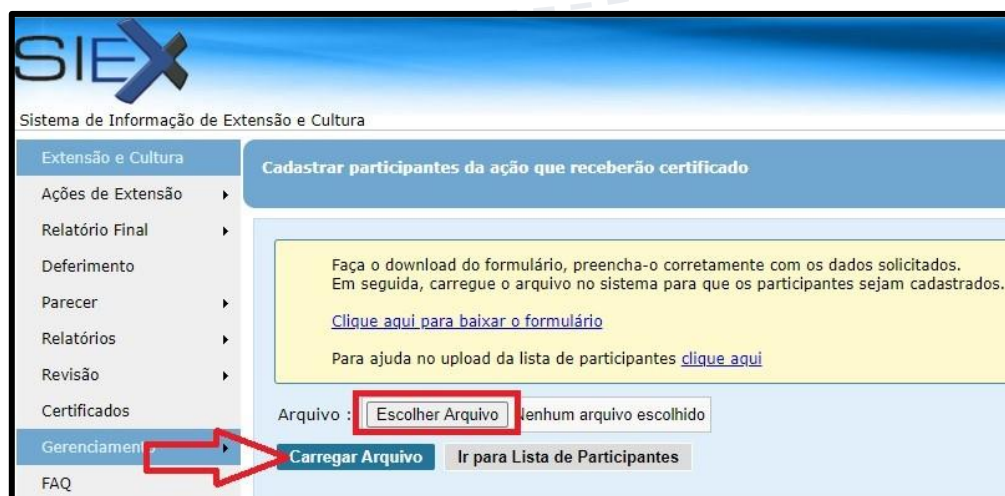 SIEX
Sistema de Informação de Extensão e Cultura
Extensão e Cultura
Ações de Extensão
Relatório Final
Deferimento
Parecer
Relatórios
Revisão
Certificados
Gerenciamento
FAQ
Cadastrar participantes da ação que receberão certificado
Faça o download do formulário, preencha-o corretamente com os dados solicitados.
Em seguida, carregue o arquivo no sistema para que os participantes sejam cadastrados.
Clique aqui para baixar o formulário
Para ajuda no upload da lista de participantes clique aqui
Arquivo : Escolher Arquivo Nenhum arquivo escolhido
Carregar Arquivo Ir para Lista de Participantes